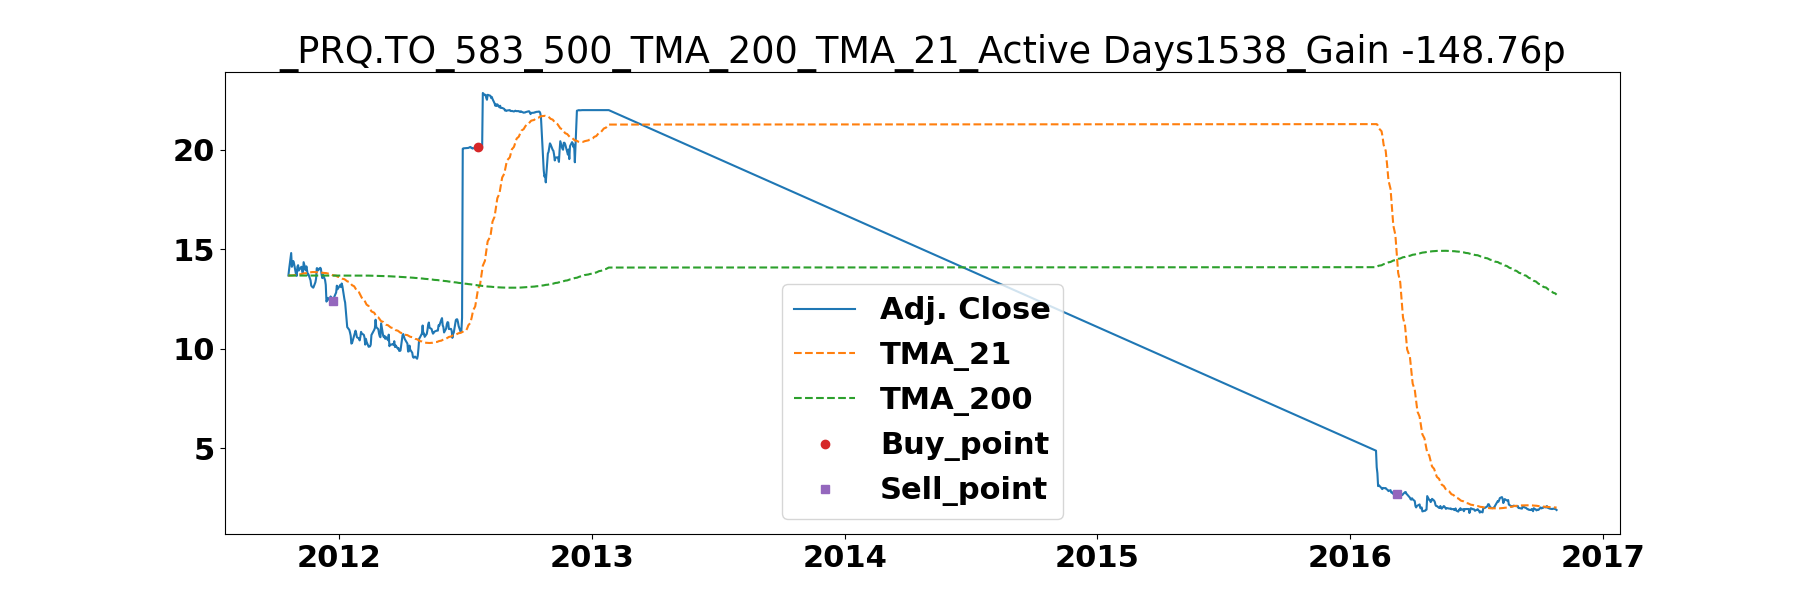 _PRQ.TO_583_500_TMA_200_TMA_21_Active Days1538_Gain -148.76p
20
15
10
5
Adj. Close
TMA_21
TMA_200
Buy_point
Sell_point
2012 2013 2014 2015 2016 2017